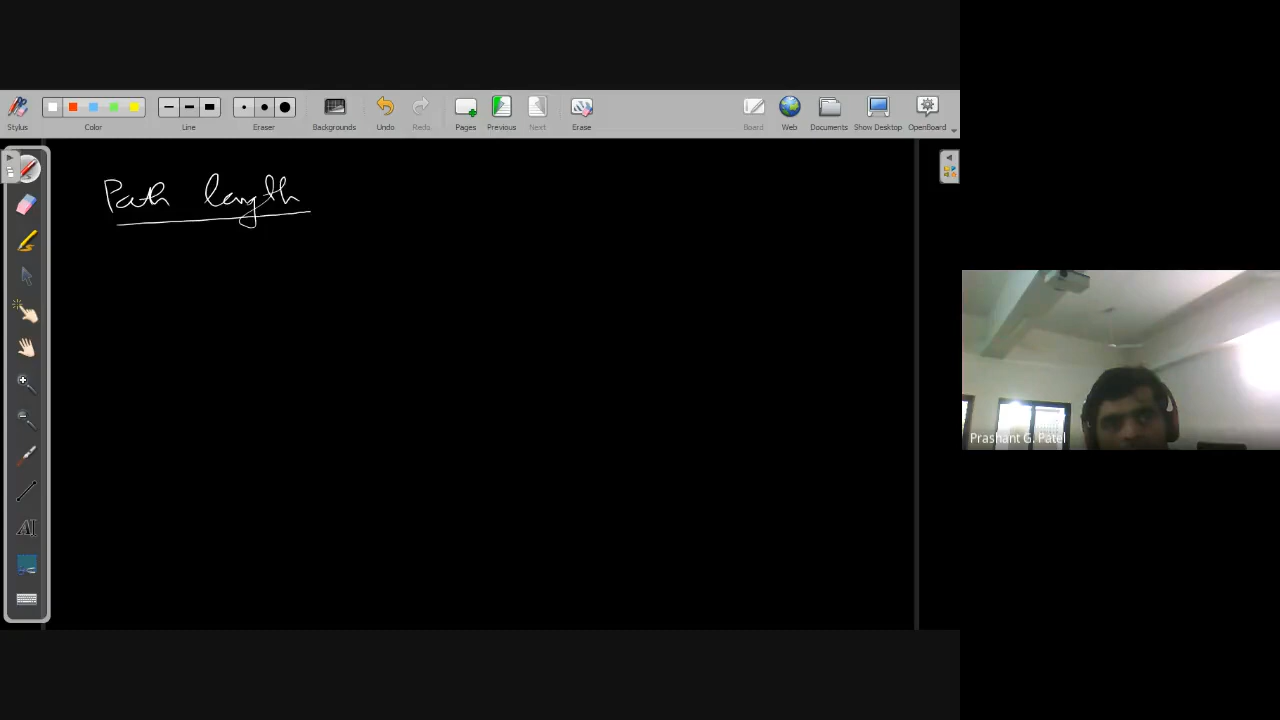 Stylus Color Line Eraser Backgrounds Undo Redo Pages Previous Next Erase Board Web Documents Show Desktop OpenBoard
Path length
AI
Prashant G. Patel